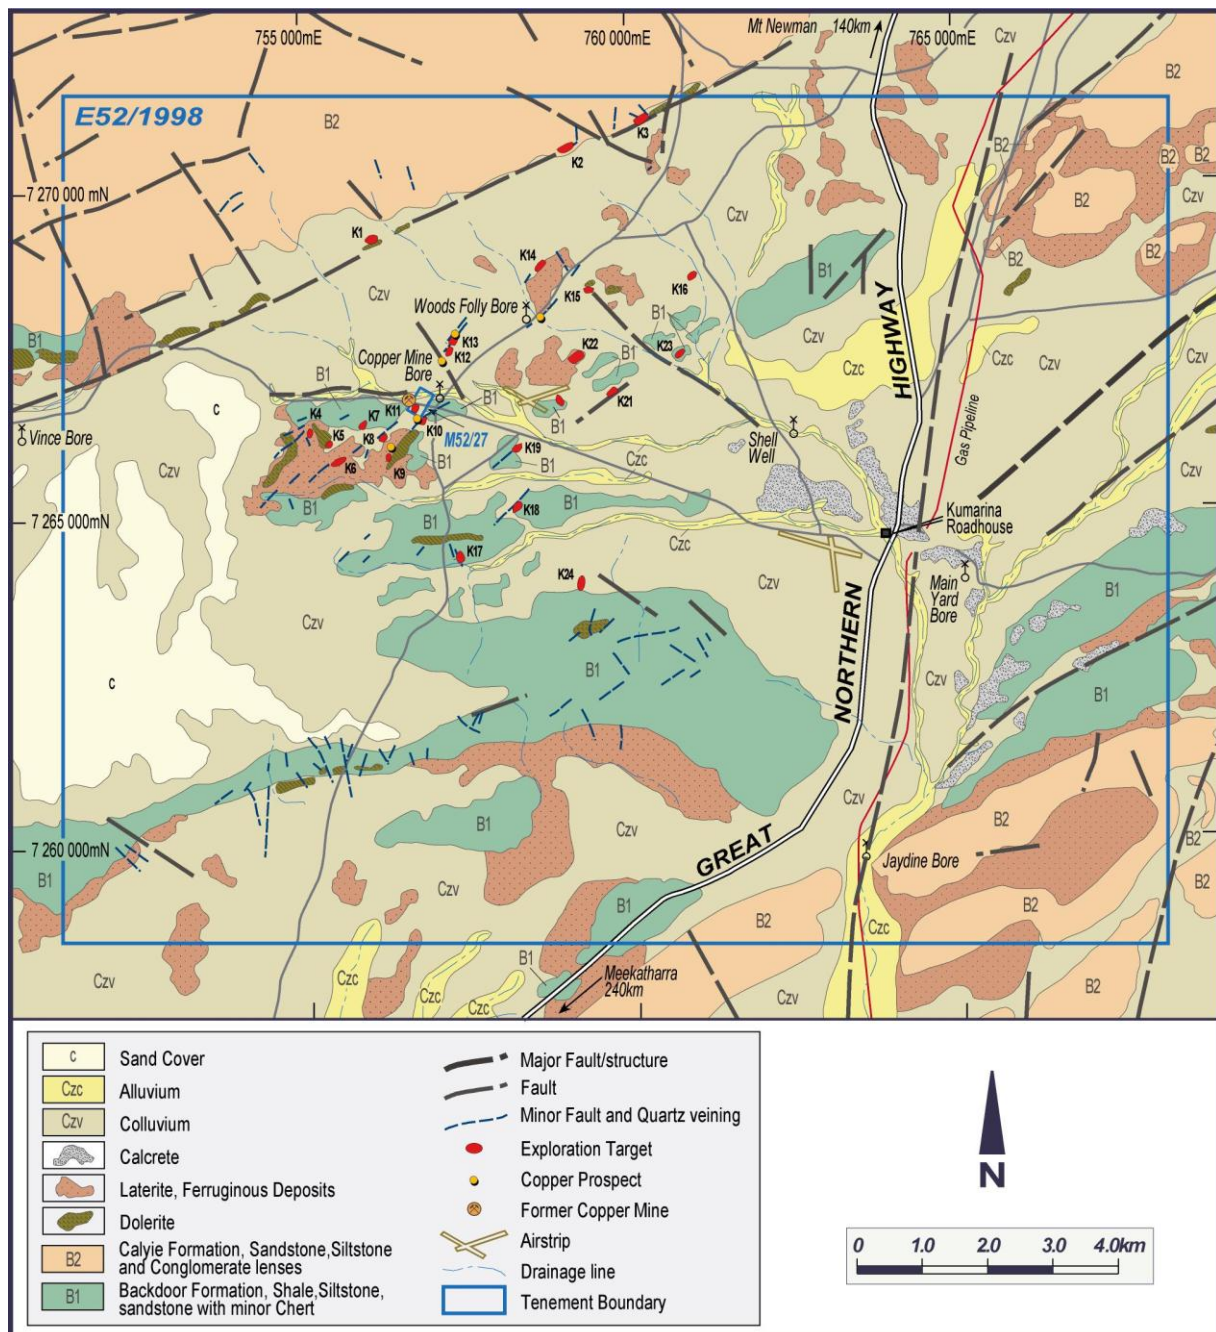 755 000mE
760 000mE
Mt Newman 140km
765 000mE
Czv
B2
E52/1998
B2
K3
B2
B2
B2
B2
K2
Czv
Czv
7 270 000 mN
B2
K1
B2
K14
B1
Czv
K15
K16
Woods Folly Bore
B1
HIGHWAY
B1
K13
K12
K22
Czv
Czc
Czv
Copper Mine
Bore
B1
K23
Czc
c
B1
B1
K21
Gas Pipeline
K4
K7
K11
K10
B1
Vince Bore
K5
K8
M52/27
Shell
Well
Czv
K6
K9
B1
K19
B1
Czc
Czv
B1
B1
K18
B1
Kumarina
Roadhouse
7 265 000mN
Czc
K17
K24
Czv
Main
Yard
Bore
B1
Czv
c
B1
NORTHERN
Czv
B1
B1
Czv
B2
B2
7 260 000mN
B1
Czv
GREAT
Jaydine Bore
B1
Czv
B1
B2
B2
Czc
Czv
Czc
Czc
B1
Meekatharra
240km
Czv
B2
Czv
c Sand Cover
Czc Alluvium
Czv Colluvium
Calcrete
Laterite, Ferruginous Deposits
Dolerite
B2 Calyie Formation, Sandstone,Siltstone
and Conglomerate lenses
B1 Backdoor Formation, Shale,Siltstone,
sandstone with minor Chert
Major Fault/structure
Fault
Minor Fault and Quartz veining
Exploration Target
Copper Prospect
Former Copper Mine
Airstrip
Drainage line
Tenement Boundary
N
0 1.0 2.0 3.0 4.0km